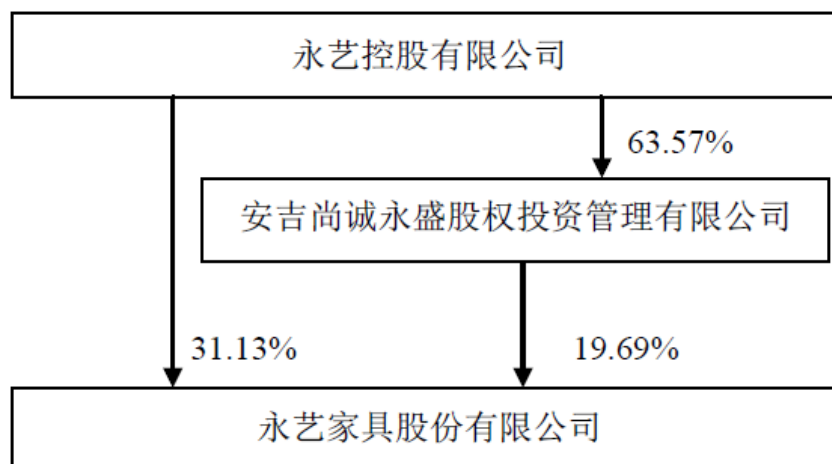 永艺控股有限公司
63.57%
安吉尚诚永盛股权投资管理有限公司
31.13%
19.69%
永艺家具股份有限公司